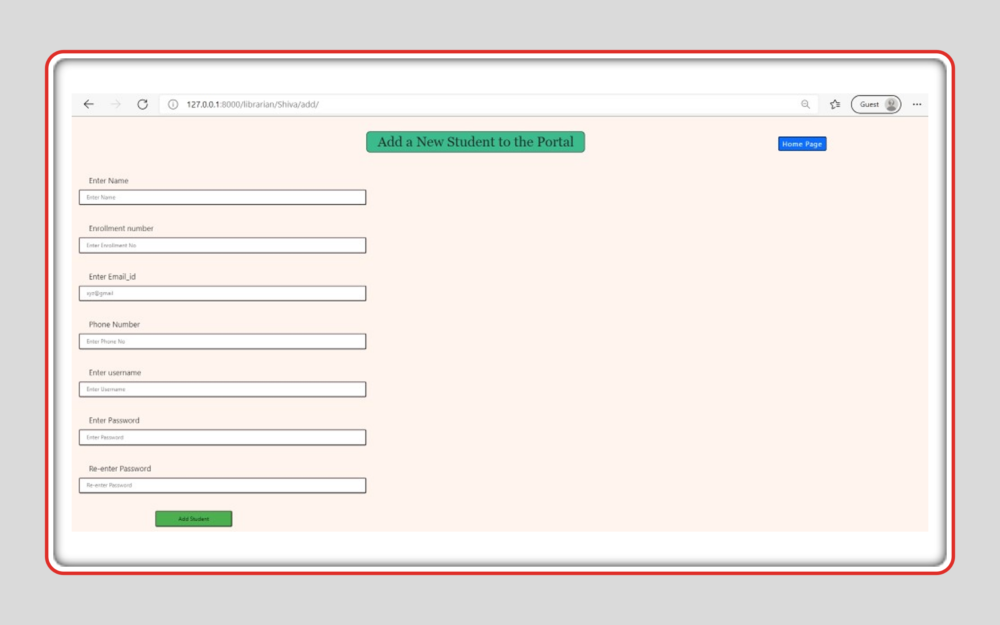 127.0.0.1:8000/librarian/Shiva/add/
Guest
Add a New Student to the Portal
Home Page
Enter Name
Enter Name
Enrollment number
Enter Enrollment No
Enter Email_id
xyz@gmail
Phone Number
Enter Phone No
Enter username
Enter Username
Enter Password
Enter Password
Re-enter Password
Re-enter Password
Add Student